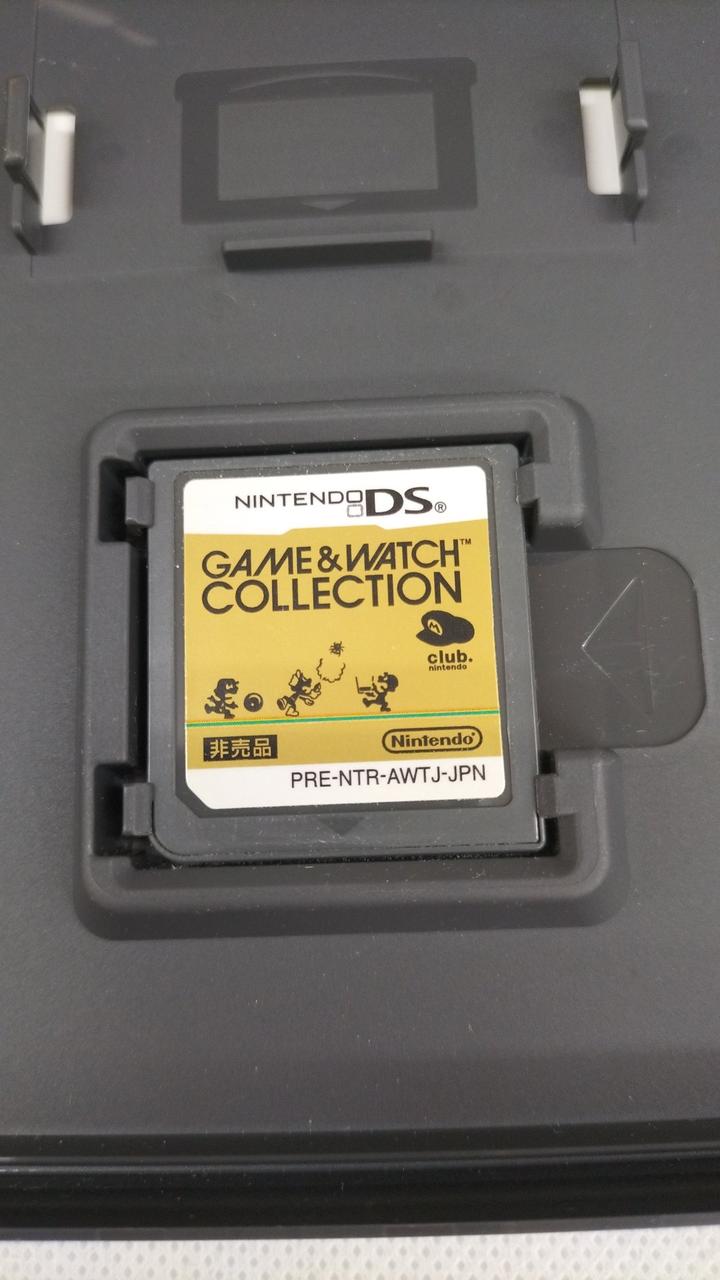 NINTENDO DS®
GAME & WATCH™
COLLECTION
M
club.
nintendo
非売品
Nintendo®
PRE-NTR-AWTJ-JPN